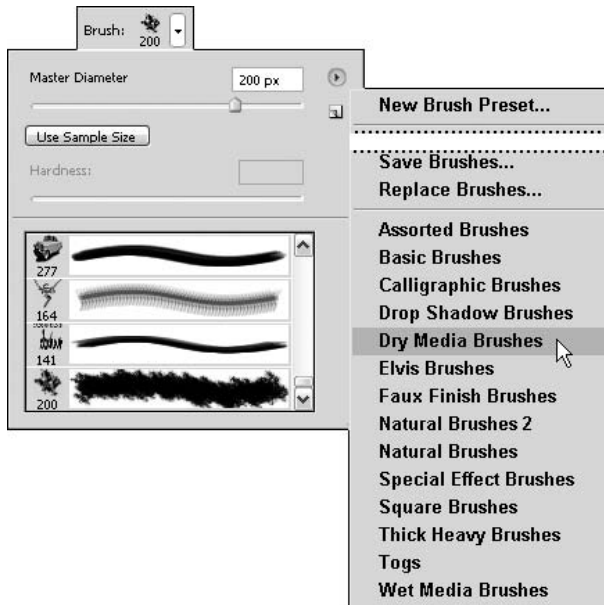 Brush:
200
Master Diameter
200 px
Use Sample Size
Hardness:
277
164
141
200
New Brush Preset...
Save Brushes...
Replace Brushes...
Assorted Brushes
Basic Brushes
Calligraphic Brushes
Drop Shadow Brushes
Dry Media Brushes
Elvis Brushes
Faux Finish Brushes
Natural Brushes 2
Natural Brushes
Special Effect Brushes
Square Brushes
Thick Heavy Brushes
Togs
Wet Media Brushes